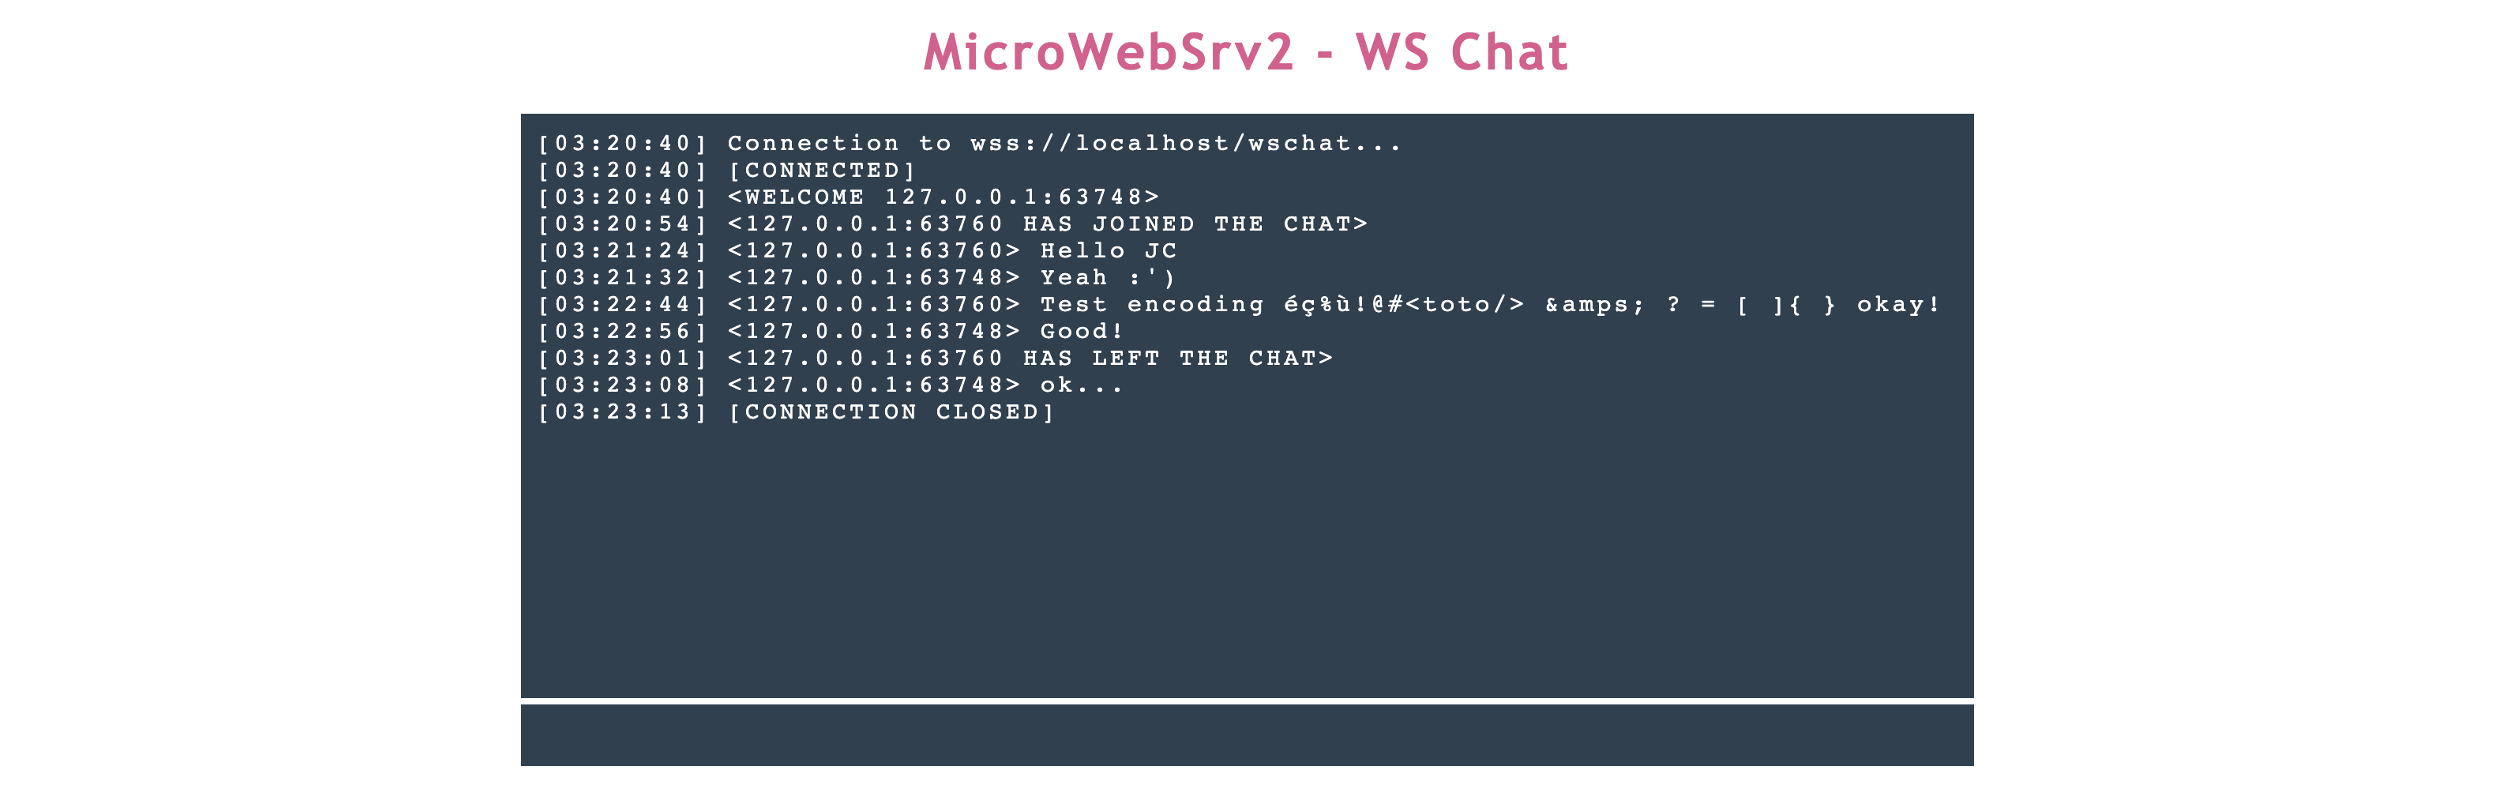 MicroWebSrv2 - WS Chat
[03:20:40] Connection to wss://localhost/wschat...
[03:20:40] [CONNECTED]
[03:20:40] <WELCOME 127.0.0.1:63748>
[03:20:54] <127.0.0.1:63760 HAS JOINED THE CHAT>
[03:21:24] <127.0.0.1:63760> Hello JC
[03:21:32] <127.0.0.1:63748> Yeah :')
[03:22:44] <127.0.0.1:63760> Test encoding éç%ù!@#<toto/> &amps; ? = [ ]{ } okay!
[03:22:56] <127.0.0.1:63748> Good!
[03:23:01] <127.0.0.1:63760 HAS LEFT THE CHAT>
[03:23:08] <127.0.0.1:63748> ok...
[03:23:13] [CONNECTION CLOSED]